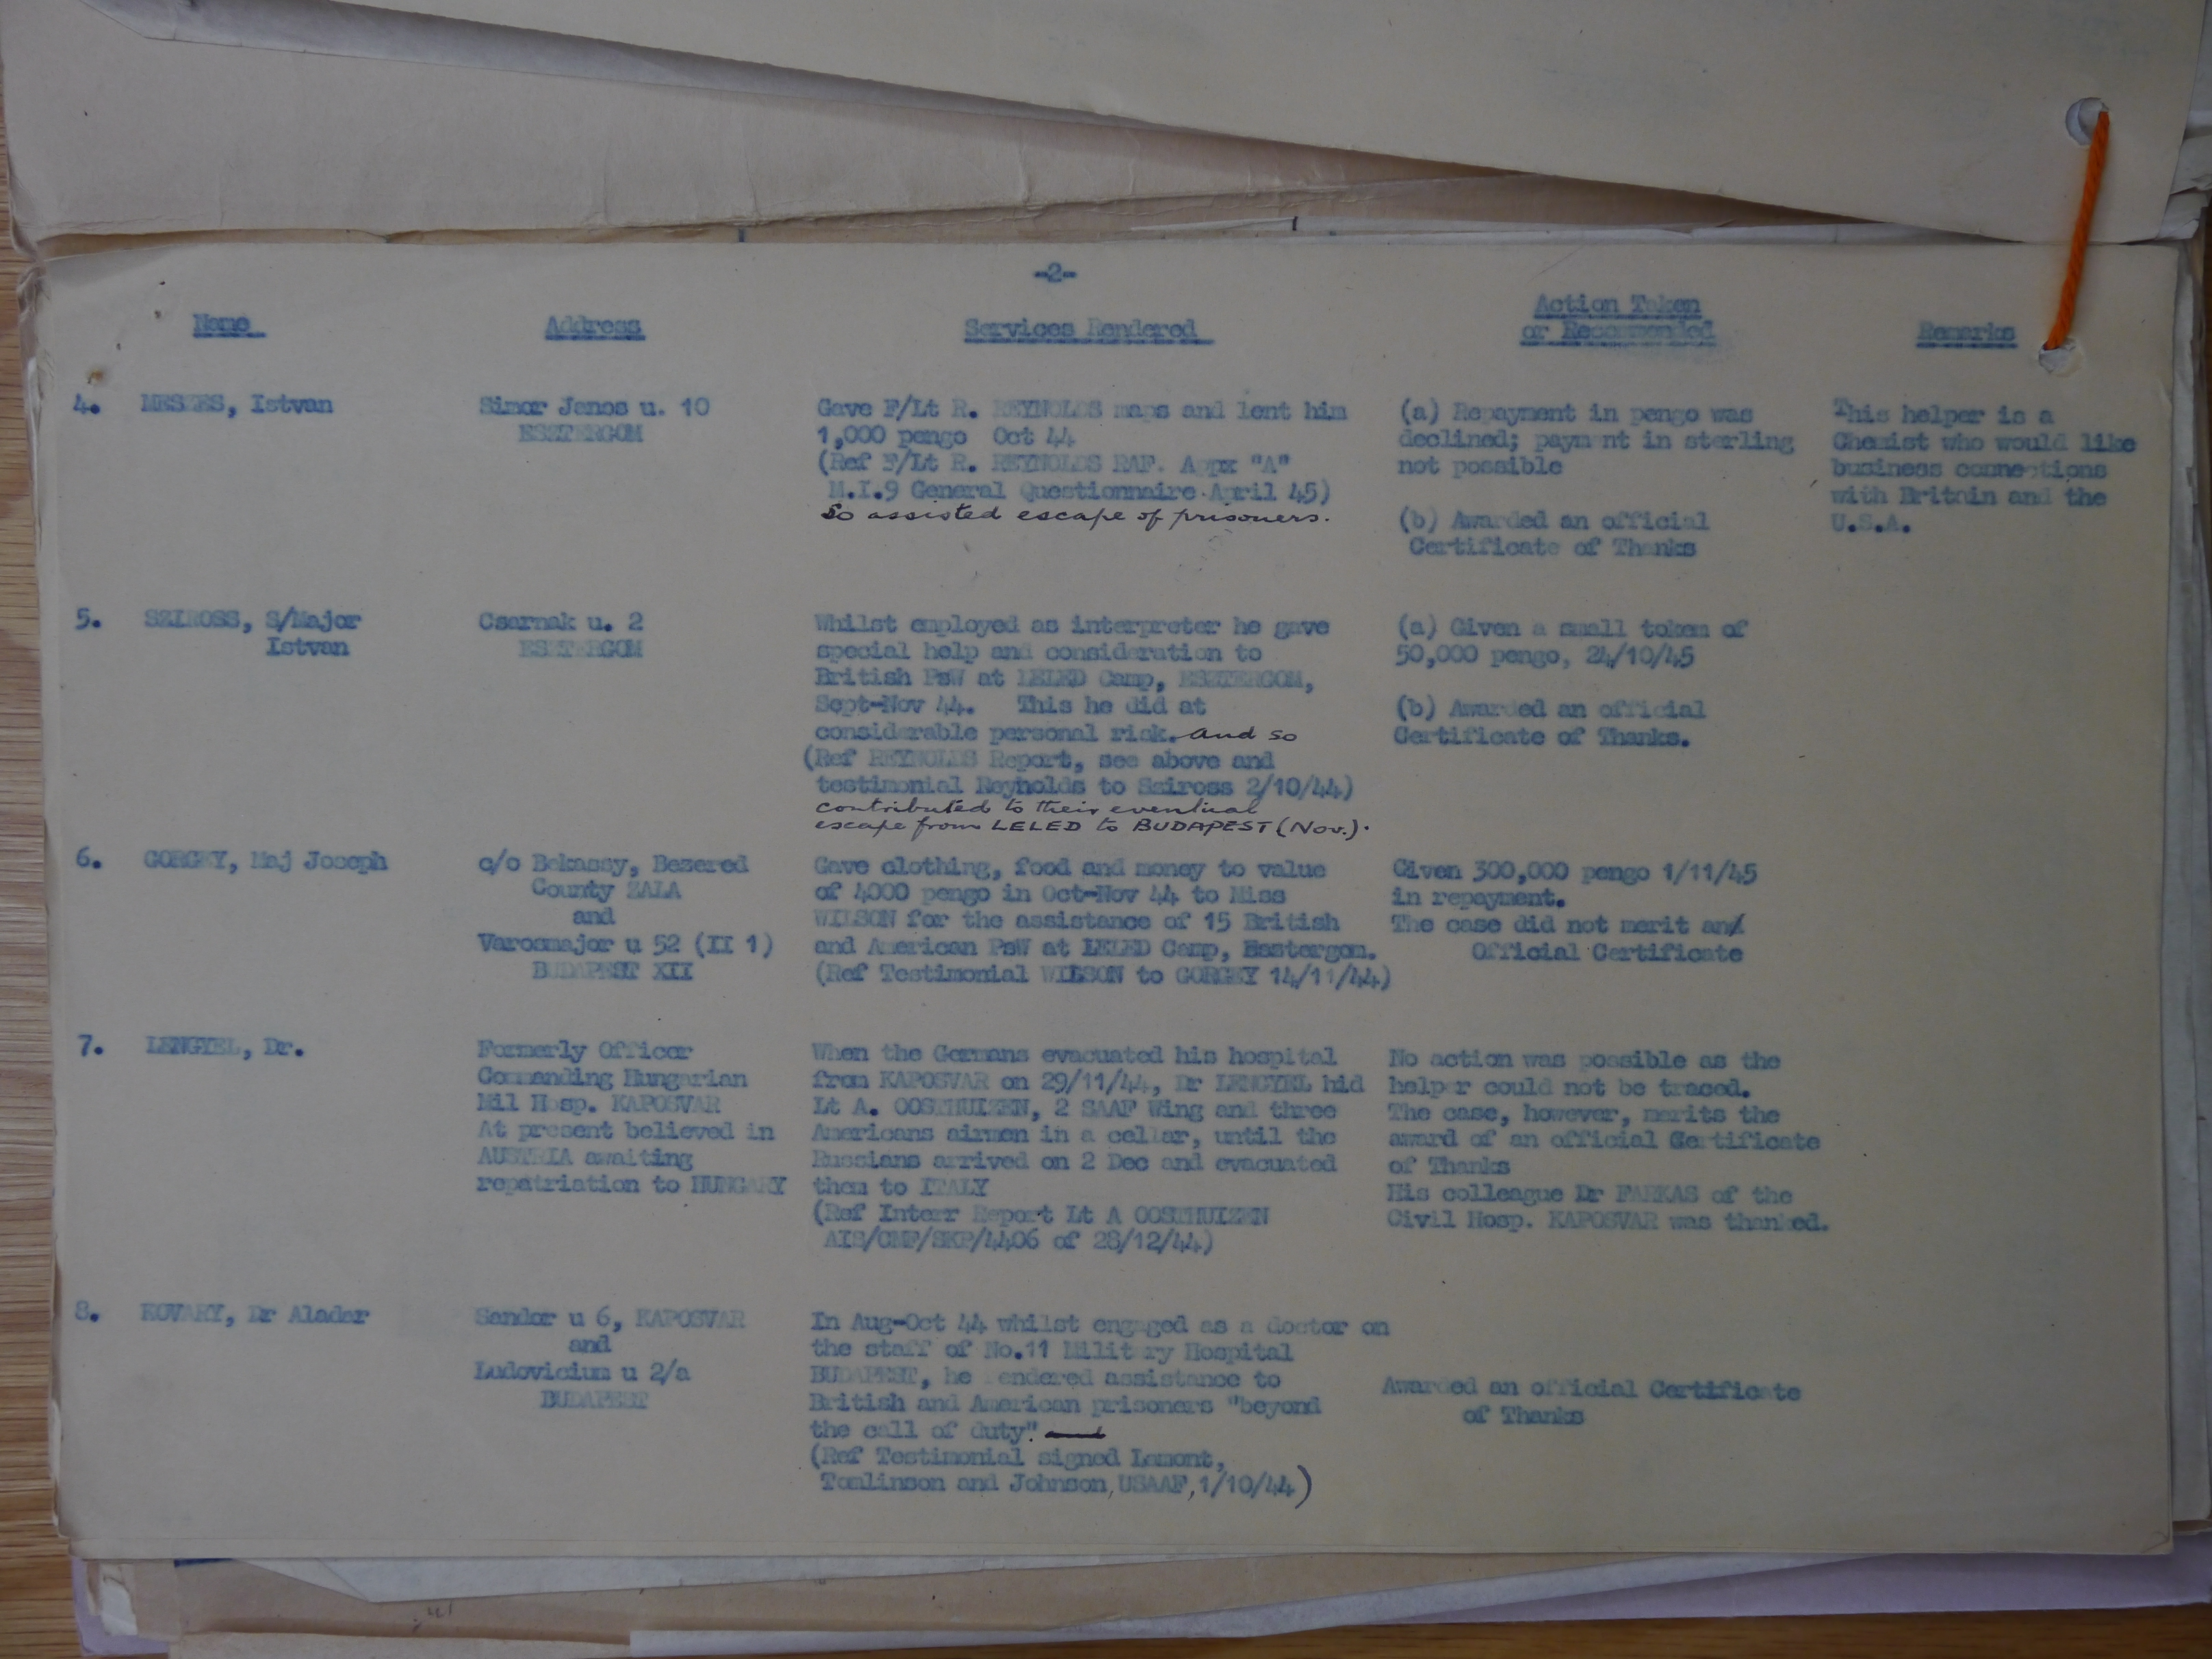 -2-
Name
Address
Services Rendered
Action Taken
or Recommended
Remarks
4. MESZES, Istvan
Simor Janos u. 10
ESZTERGOM
Gave F/Lt R. REYNOLDS maps and lent him
1,000 pengo Oct 44
(Ref F/Lt R. REYNOLDS RAF. Appx "A"
M.I.9 General Questionnaire April 45)
So assisted escape of prisoners.
(a) Repayment in pengo was
declined; payment in sterling
not possible
(b) Awarded an official
Certificate of Thanks
This helper is a
Chemist who would like
business connections
with Britain and the
U.S.A.
5. SZIROSS, S/Major
Istvan
Csarnak u. 2
ESZTERGOM
Whilst employed as interpreter he gave
special help and consideration to
British PsW at LELED Camp, ESZTERGOM,
Sept-Nov 44. This he did at
considerable personal risk. and so
(Ref REYNOLDS Report, see above and
testimonial Reynolds to Sziross 2/10/44)
contributed to their eventual
escape from LELED to BUDAPEST (Nov.).
(a) Given a small token of
50,000 pengo, 24/10/45
(b) Awarded an official
Certificate of Thanks.
6. GORGEY, Maj Joseph
c/o Bekassy, Bezered
County ZALA
and
Varosmajor u 52 (II 1)
BUDAPEST XII
Gave clothing, food and money to value
of 4000 pengo in Oct-Nov 44 to Miss
WILSON for the assistance of 15 British
and American PsW at LELED Camp, Eastergom.
(Ref Testimonial WILSON to GORGEY 14/11/44)
Given 300,000 pengo 1/11/45
in repayment.
The case did not merit an
Official Certificate
7. LENGYEL, Dr.
Formerly Officer
Commanding Hungarian
Mil Hosp. KAPOSVAR
At present believed in
AUSTRIA awaiting
repatriation to HUNGARY
When the Germans evacuated his hospital
from KAPOSVAR on 29/11/44, Dr LENGYEL hid
Lt A. OOSTHUIZEN, 2 SAAF Wing and three
Americans airmen in a cellar, until the
Russians arrived on 2 Dec and evacuated
them to ITALY
(Ref Interr Report Lt A OOSTHUIZEN
AIS/CMF/SKP/4406 of 28/12/44)
No action was possible as the
helper could not be traced.
The case, however, merits the
award of an official Certificate
of Thanks
His colleague Dr FARKAS of the
Civil Hosp. KAPOSVAR was thanked.
8. KOVARY, Dr Aladar
Sandor u 6, KAPOSVAR
and
Ludovicium u 2/a
BUDAPEST
In Aug-Oct 44 whilst engaged as a doctor on
the staff of No.11 Military Hospital
BUDAPEST, he rendered assistance to
British and American prisoners "beyond
the call of duty".
(Ref Testimonial signed Lamont,
Tomlinson and Johnson, USAAF, 1/10/44)
Awarded an official Certificate
of Thanks